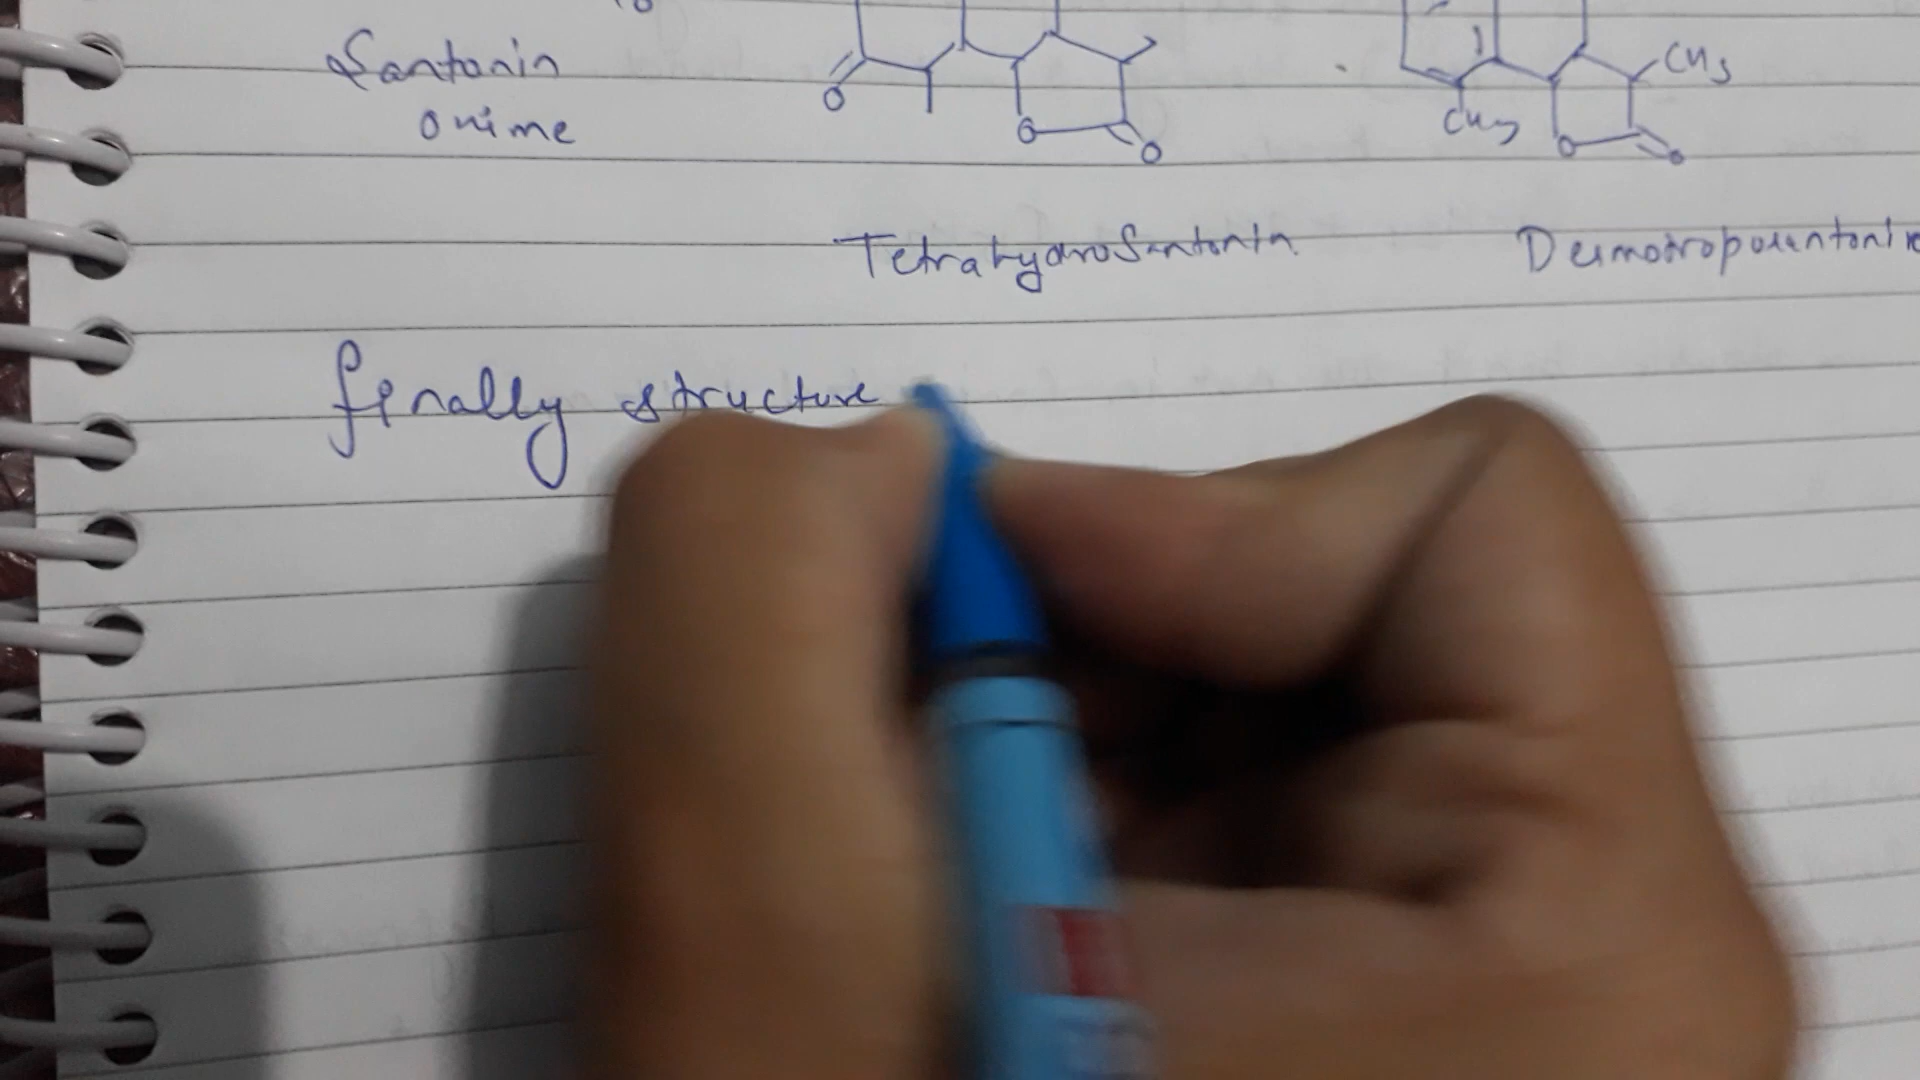 Santonin
oxime
O
O
O
CH3
CH3
O
O
TetrahydroSantonin
Desmotroposantonin
finally structure